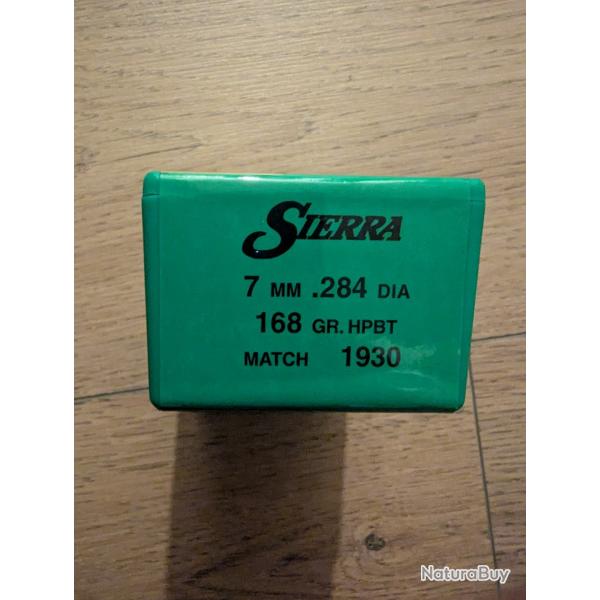 SIERRA
7 MM .284 DIA
168 GR. HPBT
MATCH 1930
NaturaBuy